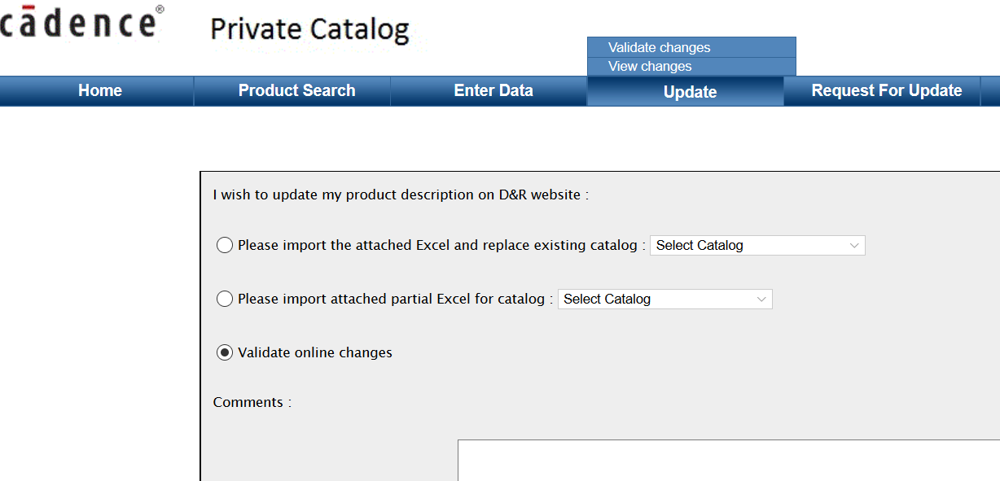 cādence®
Private Catalog
Validate changes
View changes
Home Product Search Enter Data Update Request For Update
I wish to update my product description on D&R website :
Please import the attached Excel and replace existing catalog : Select Catalog
Please import attached partial Excel for catalog : Select Catalog
Validate online changes
Comments :